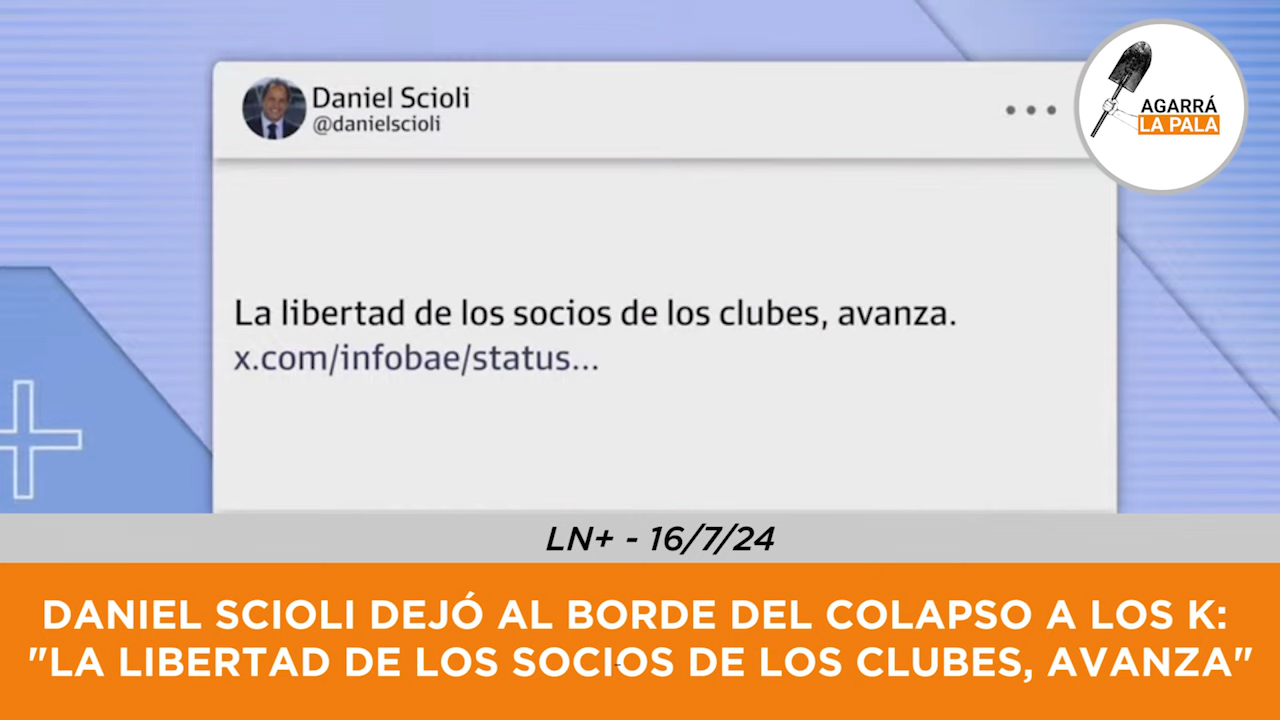 Daniel Scioli
@danielscioli
AGARRÁ
LA PALA
La libertad de los socios de los clubes, avanza.
x.com/infobae/status...
LN+ - 16/7/24
DANIEL SCIOLI DEJÓ AL BORDE DEL COLAPSO A LOS K:
"LA LIBERTAD DE LOS SOCIOS DE LOS CLUBES, AVANZA"